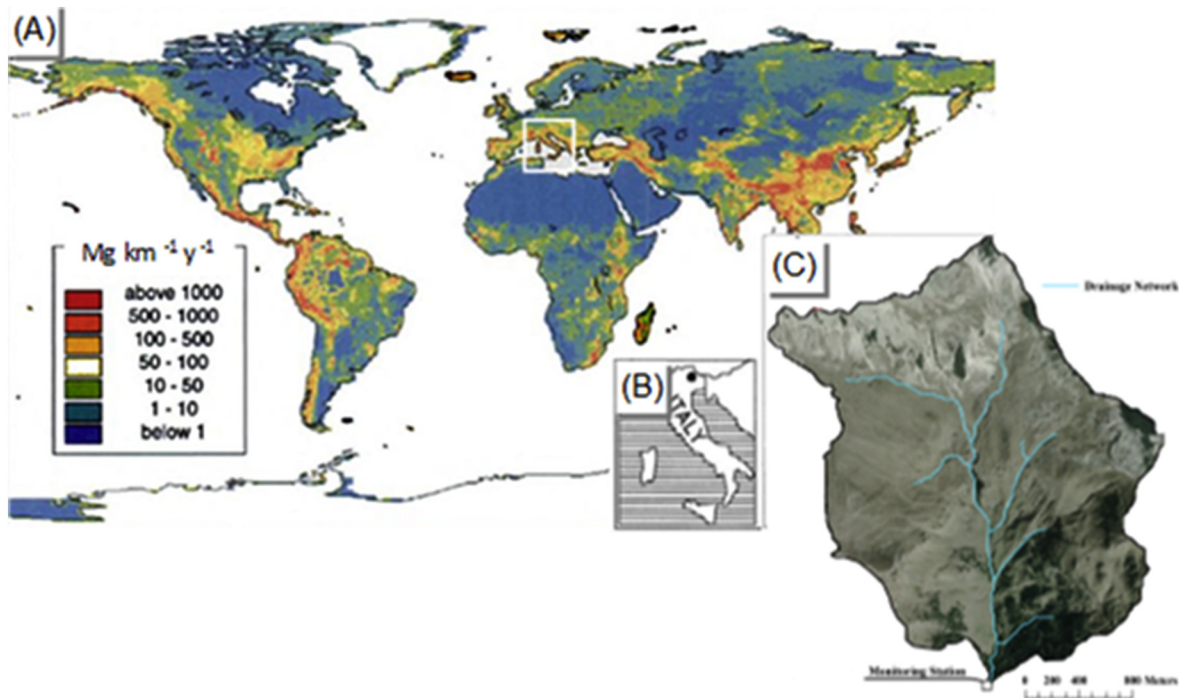 (A)
Mg km -1 y -1
above 1000
500 - 1000
100 - 500
50 - 100
10 - 50
1 - 10
below 1
(B)
ITALY
(C)
Drainage Network
Monitoring Station
0 200 400 800 Meters